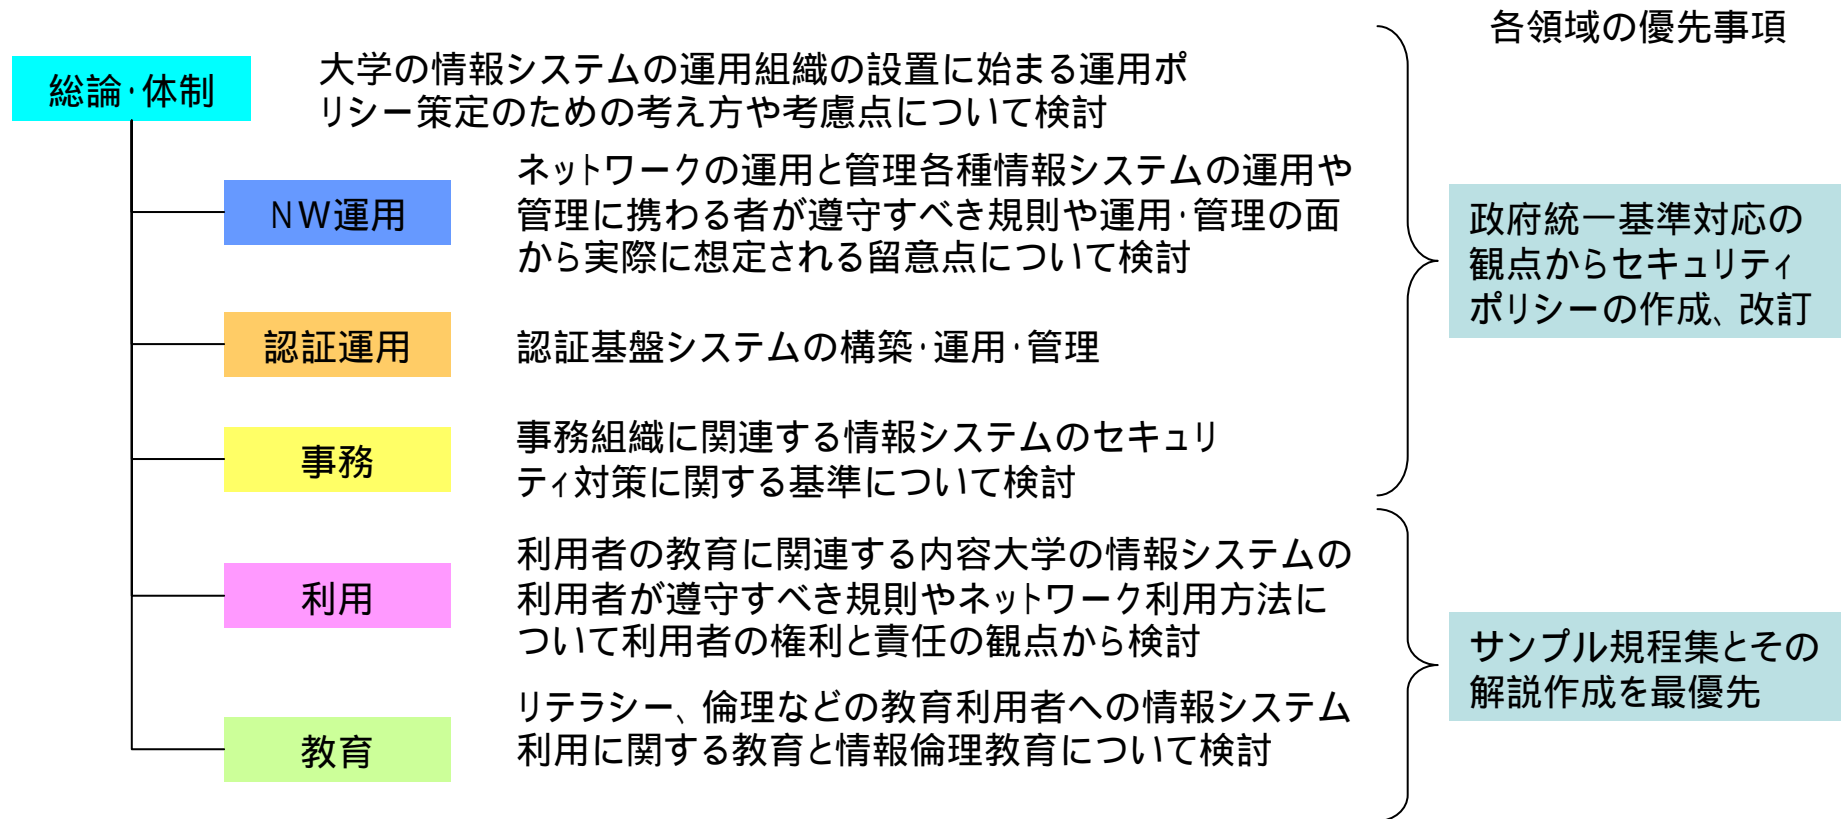 各領域の優先事項
総論・体制
大学の情報システムの運用組織の設置に始まる運用ポ
リシー策定のための考え方や考慮点について検討
NW運用
ネットワークの運用と管理各種情報システムの運用や
管理に携わる者が遵守すべき規則や運用・管理の面
から実際に想定される留意点について検討
認証運用
認証基盤システムの構築・運用・管理
事務
事務組織に関連する情報システムのセキュリ
ティ対策に関する基準について検討
政府統一基準対応の
観点からセキュリティ
ポリシーの作成、改訂
利用
利用者の教育に関連する内容大学の情報システムの
利用者が遵守すべき規則やネットワーク利用方法に
ついて利用者の権利と責任の観点から検討
教育
リテラシー、倫理などの教育利用者への情報システム
利用に関する教育と情報倫理教育について検討
サンプル規程集とその
解説作成を最優先